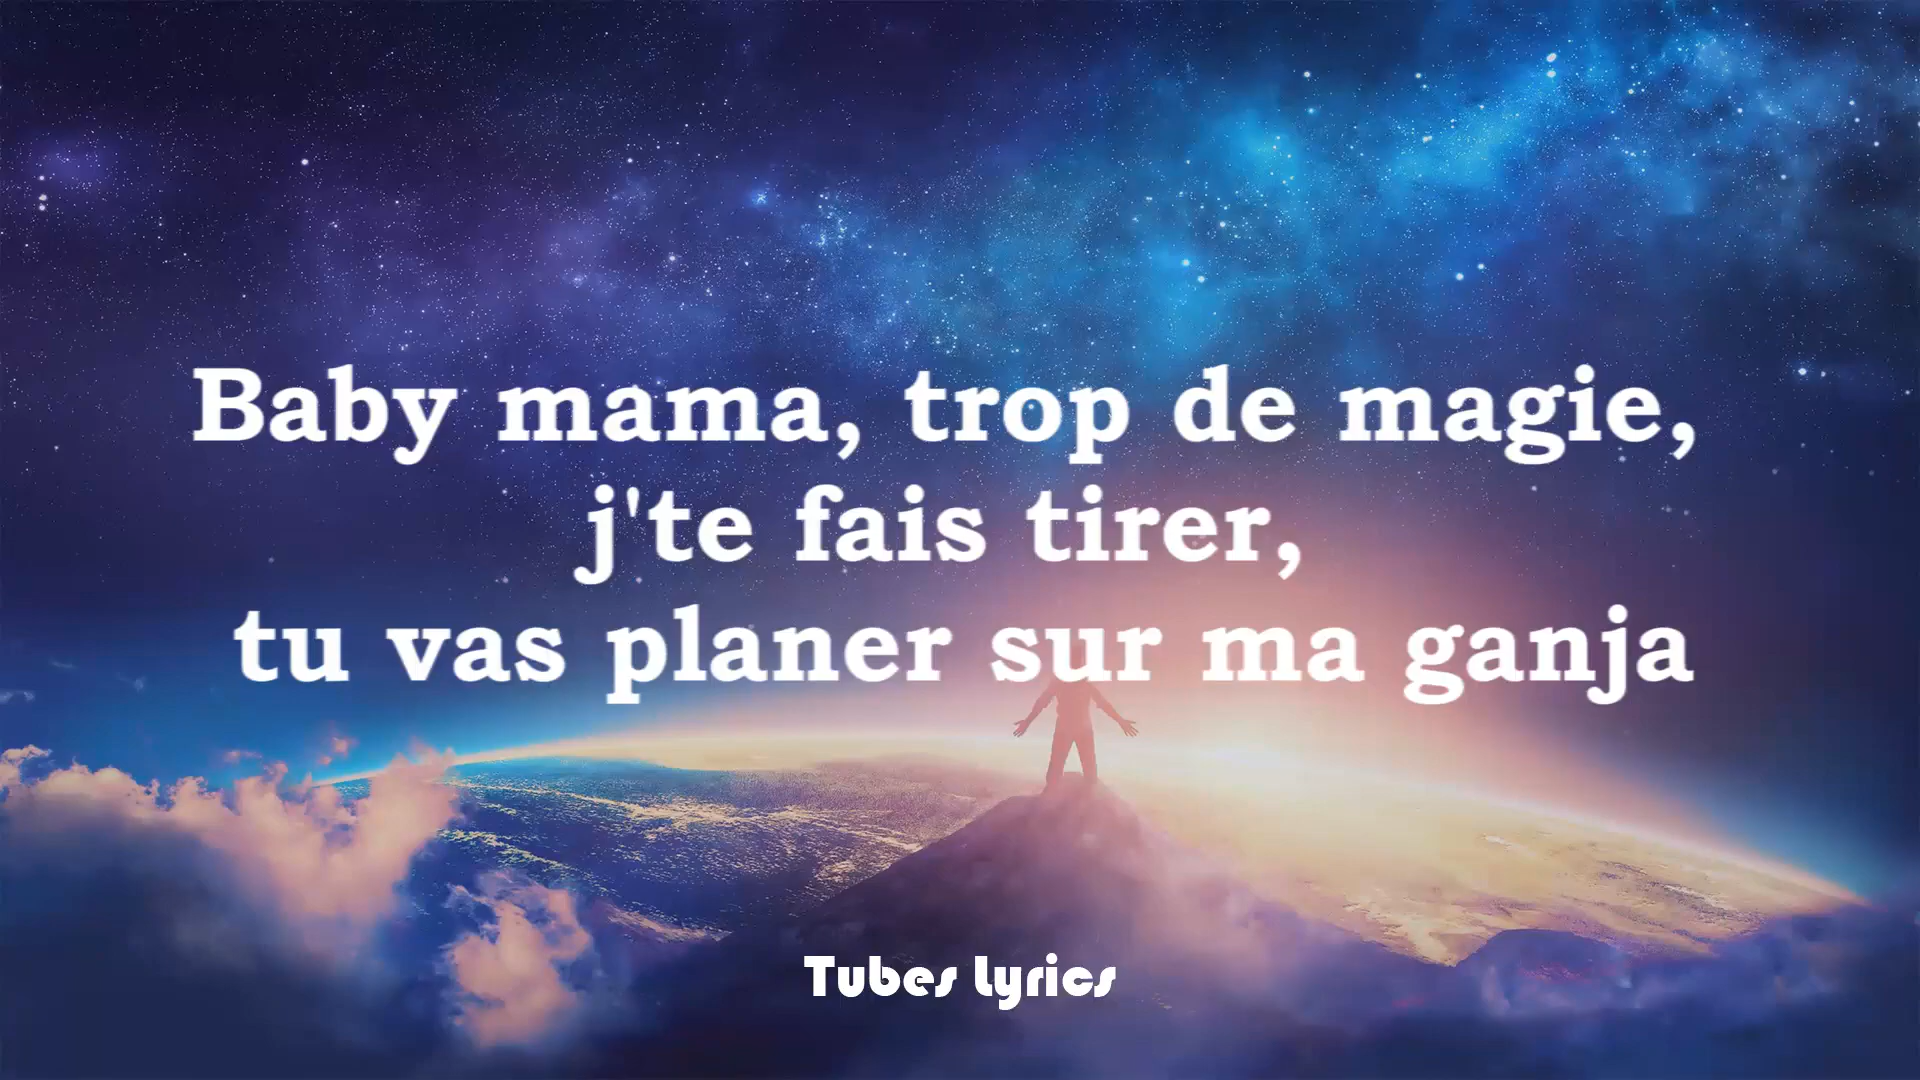 Baby mama, trop de magie,
j'te fais tirer,
tu vas planer sur ma ganja
Tubes Lyrics